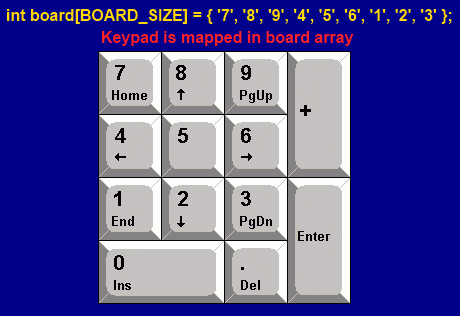 int board[BOARD_SIZE] = { '7', '8', '9', '4', '5', '6', '1', '2', '3' };
Keypad is mapped in board array
7 8 9
Home ↑ PgUp
+
4 5 6
← →
1 2 3
End ↓ PgDn
Enter
0 .
Ins Del